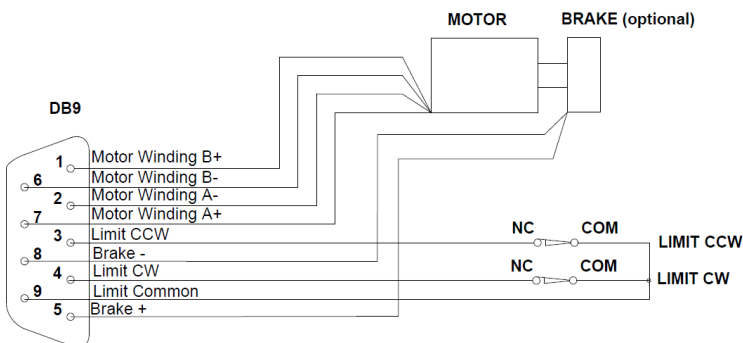 MOTOR BRAKE (optional)
DB9
1 Motor Winding B+
6 Motor Winding B-
2 Motor Winding A-
7 Motor Winding A+
3 Limit CCW NC COM LIMIT CCW
8 Brake -
4 Limit CW NC COM LIMIT CW
9 Limit Common
5 Brake +